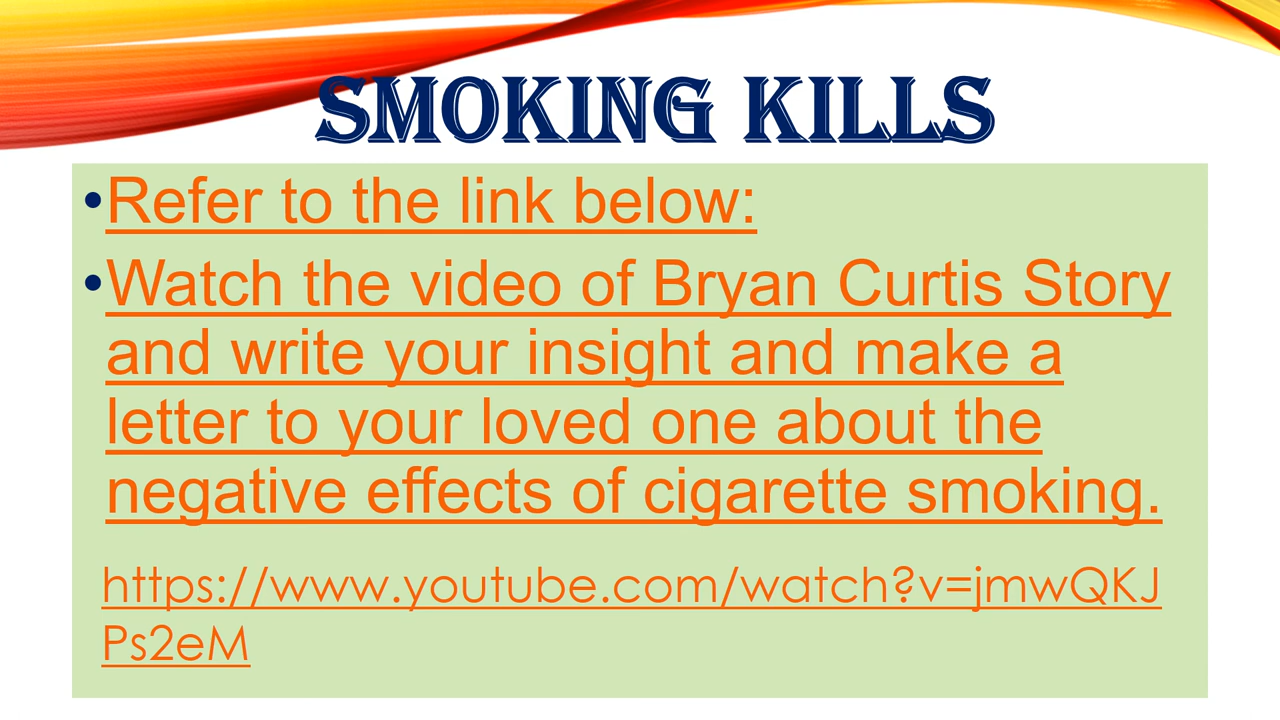 SMOKING KILLS
•Refer to the link below:
•Watch the video of Bryan Curtis Story
and write your insight and make a
letter to your loved one about the
negative effects of cigarette smoking.
https://www.youtube.com/watch?v=jmwQKJ
Ps2eM